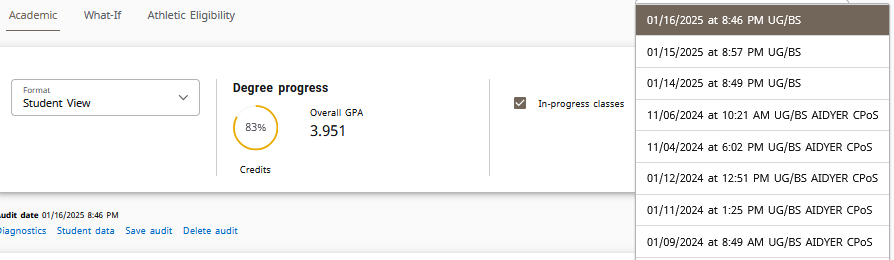 Academic What-If Athletic Eligibility
Format
Student View
Degree progress
83%
Credits
Overall GPA
3.951
In-progress classes
01/16/2025 at 8:46 PM UG/BS
01/15/2025 at 8:57 PM UG/BS
01/14/2025 at 8:49 PM UG/BS
11/06/2024 at 10:21 AM UG/BS AIDYER CPoS
11/04/2024 at 6:02 PM UG/BS AIDYER CPoS
01/12/2024 at 12:51 PM UG/BS AIDYER CPoS
01/11/2024 at 1:25 PM UG/BS AIDYER CPoS
01/09/2024 at 8:49 AM UG/BS AIDYER CPoS
Audit date 01/16/2025 8:46 PM
Diagnostics Student data Save audit Delete audit